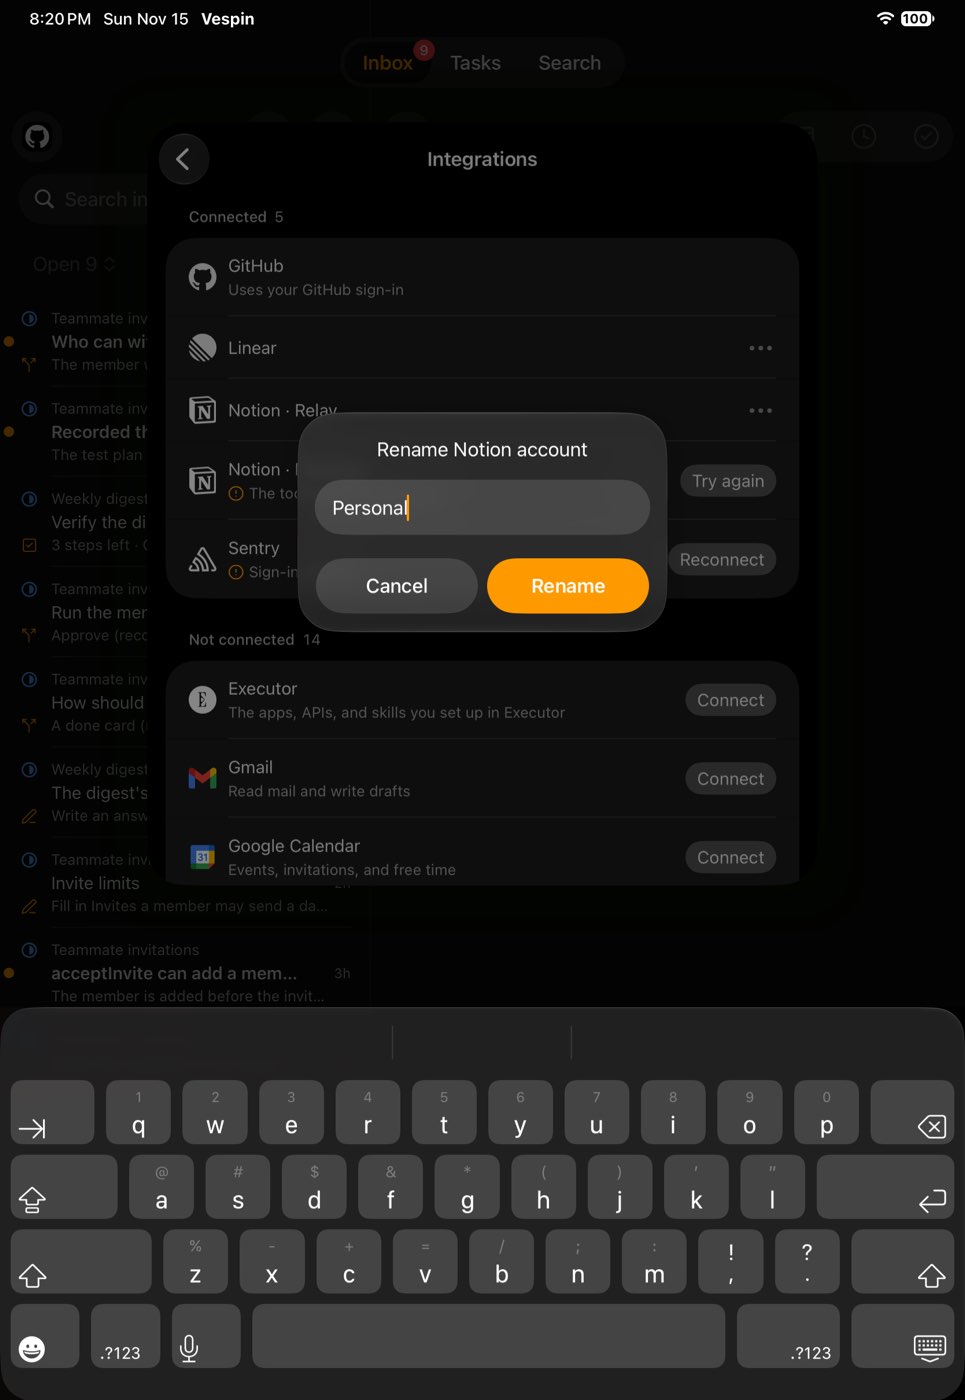 8:20 PM Sun Nov 15 Vespin
100
Inbox 9 Tasks Search
Integrations
Search in
Connected 5
Open 9
GitHub
Uses your GitHub sign-in
Linear
Notion · Relay
Notion ·
The too
Try again
Sentry
Sign-in
Reconnect
Rename Notion account
Personal
Cancel
Rename
Not connected 14
Executor
The apps, APIs, and skills you set up in Executor
Connect
Gmail
Read mail and write drafts
Connect
31
Google Calendar
Events, invitations, and free time
Connect
Teammate inv
Who can wi
The member
Teammate inv
Recorded th
The test plan
Weekly digest
Verify the di
3 steps left ·
Teammate inv
Run the mer
Approve (reco
Teammate inv
How should
A done card (
Weekly digest
The digest's
Write an answ
Teammate inv
Invite limits
2h
Fill in Invites a member may send a da...
Teammate invitations
acceptInvite can add a mem... 3h
The member is added before the invit...
1 2 3 4 5 6 7 8 9 0
q w e r t y u i o p
@ # $ & * ( ) ' "
a s d f g h j k l
% - + = / ; : ! ?
z x c v b n m , .
.?123 .?123